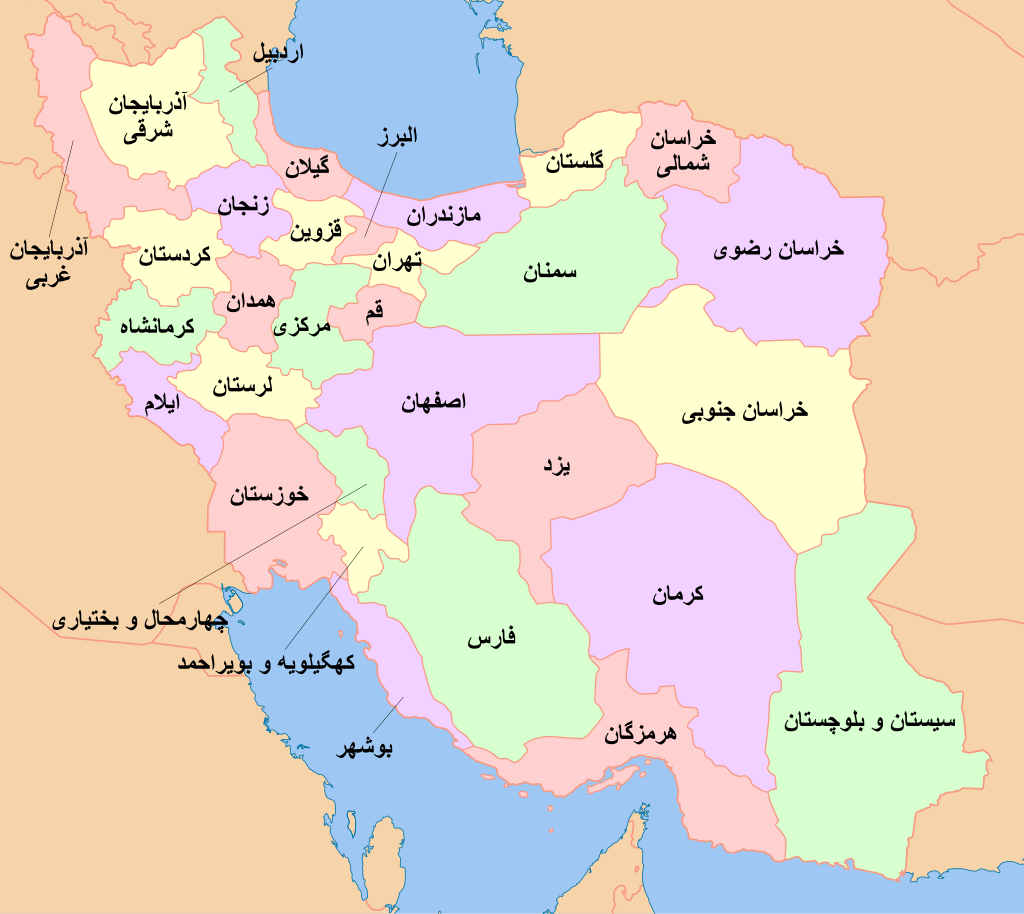 اردبیل
آذربایجان
شرقی
البرز
خراسان
شمالی
گلستان
گیلان
زنجان
مازندران
قزوین
آذربایجان
غربی
کردستان
تهران
سمنان
خراسان رضوی
همدان
قم
کرمانشاه
مرکزی
لرستان
ایلام
اصفهان
خراسان جنوبی
یزد
خوزستان
کرمان
چهارمحال و بختیاری
فارس
کهگیلویه و بویراحمد
سیستان و بلوچستان
هرمزگان
بوشهر